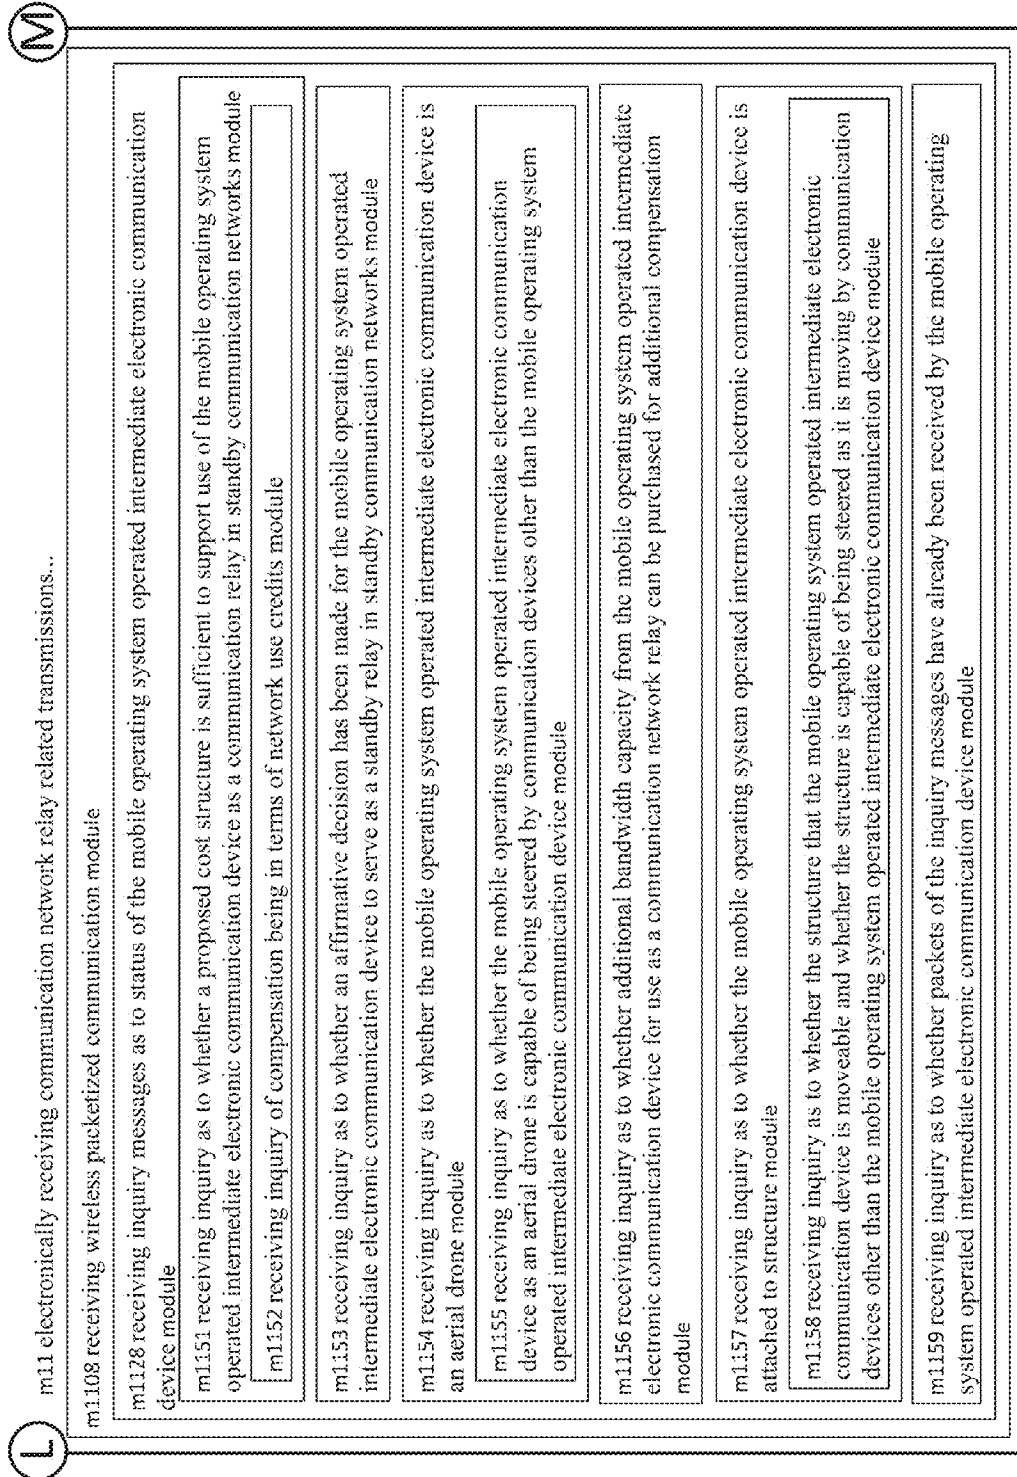 L
M
m11 electronically receiving communication network relay related transmissions...
m1108 receiving wireless packetized communication module
m1128 receiving inquiry messages as to status of the mobile operating system operated intermediate electronic communication
device module
m1151 receiving inquiry as to whether a proposed cost structure is sufficient to support use of the mobile operating system
operated intermediate electronic communication device as a communication relay in standby communication networks module
m1152 receiving inquiry of compensation being in terms of network use credits module
m1153 receiving inquiry as to whether an affirmative decision has been made for the mobile operating system operated
intermediate electronic communication device to serve as a standby relay in standby communication networks module
m1154 receiving inquiry as to whether the mobile operating system operated intermediate electronic communication device is
an aerial drone module
m1155 receiving inquiry as to whether the mobile operating system operated intermediate electronic communication
device as an aerial drone is capable of being steered by communication devices other than the mobile operating system
operated intermediate electronic communication device module
m1156 receiving inquiry as to whether additional bandwidth capacity from the mobile operating system operated intermediate
electronic communication device for use as a communication network relay can be purchased for additional compensation
module
m1157 receiving inquiry as to whether the mobile operating system operated intermediate electronic communication device is
attached to structure module
m1158 receiving inquiry as to whether the structure that the mobile operating system operated intermediate electronic
communication device is moveable and whether the structure is capable of being steered as it is moving by communication
devices other than the mobile operating system operated intermediate electronic communication device module
m1159 receiving inquiry as to whether packets of the inquiry messages have already been received by the mobile operating
system operated intermediate electronic communication device module